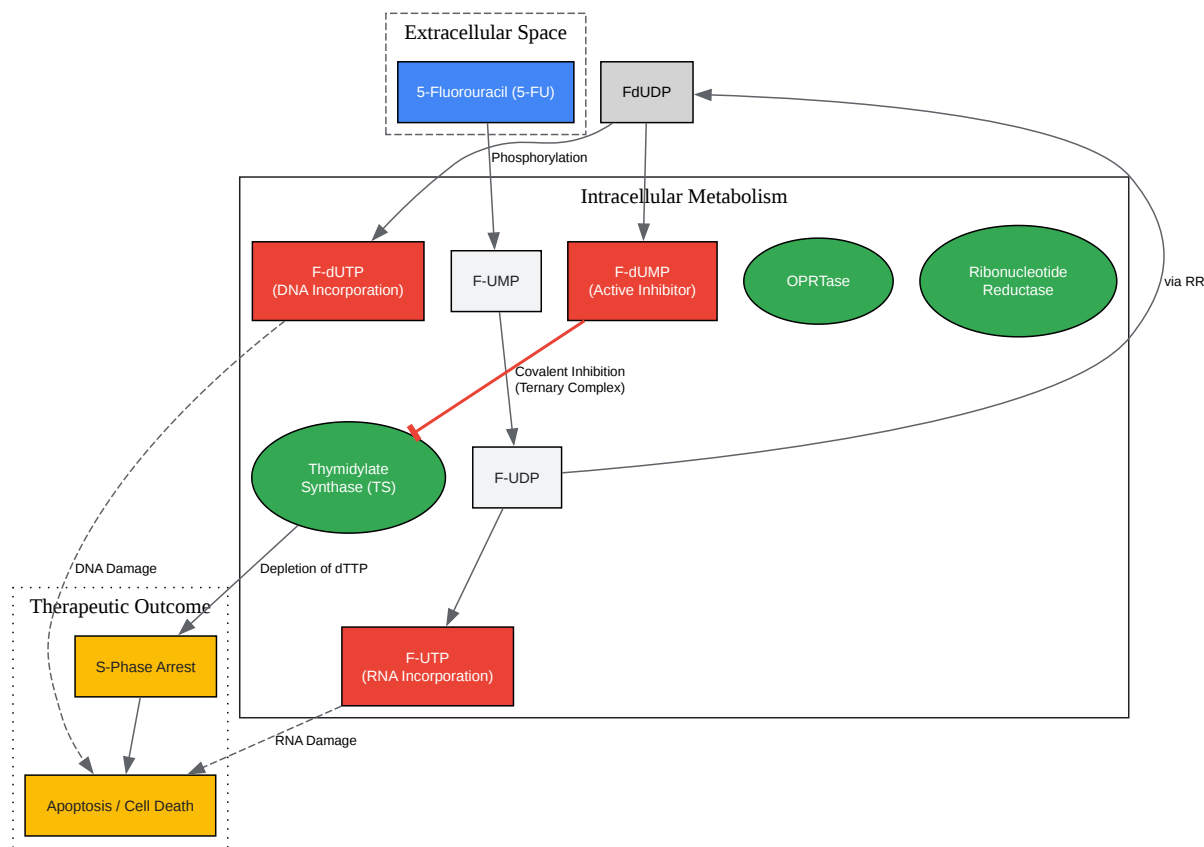 Extracellular Space
5-Fluorouracil (5-FU)
FdUDP
Phosphorylation
Intracellular Metabolism
F-dUTP
(DNA Incorporation)
F-UMP
F-dUMP
(Active Inhibitor)
OPRTase
Ribonucleotide
Reductase
via RR
Covalent Inhibition
(Ternary Complex)
Thymidylate
Synthase (TS)
F-UDP
DNA Damage
Depletion of dTTP
Therapeutic Outcome
S-Phase Arrest
F-UTP
(RNA Incorporation)
RNA Damage
Apoptosis / Cell Death